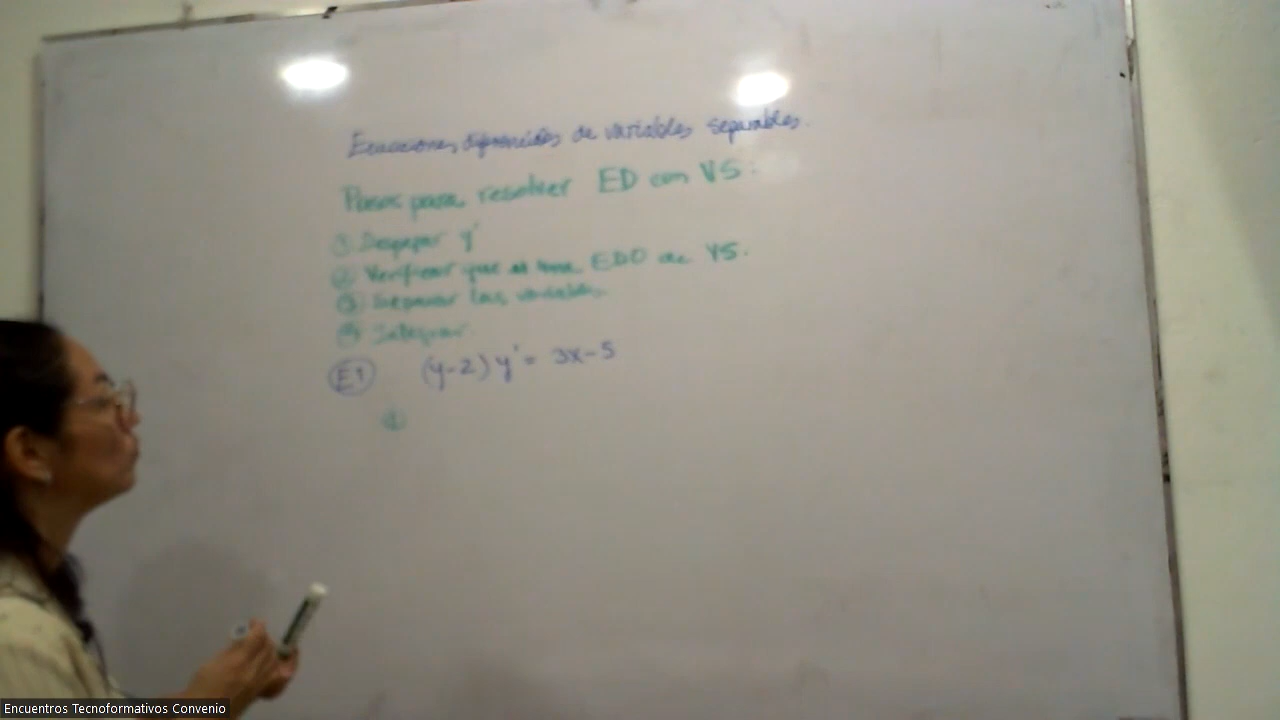 Ecuaciones diferenciales de variables separables.
Pasos para resolver ED con VS:
① Despejar y'
② Verificar que es una EDO de VS.
③ Separar las variables.
④ Integrar.
E1 (y-2) y' = 3x-5
①
Encuentros Tecnoformativos Convenio